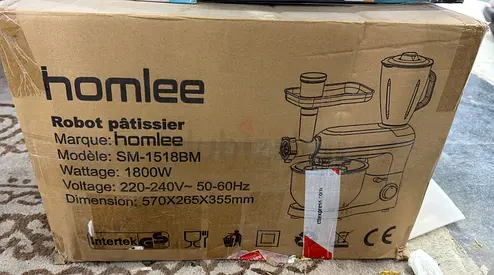 homlee
Robot pâtissier
Marque: homlee
Modèle: SM-1518BM
Wattage: 1800W
Voltage: 220-240V~ 50-60Hz
Dimension: 570X265X355mm
Intertek GS CE